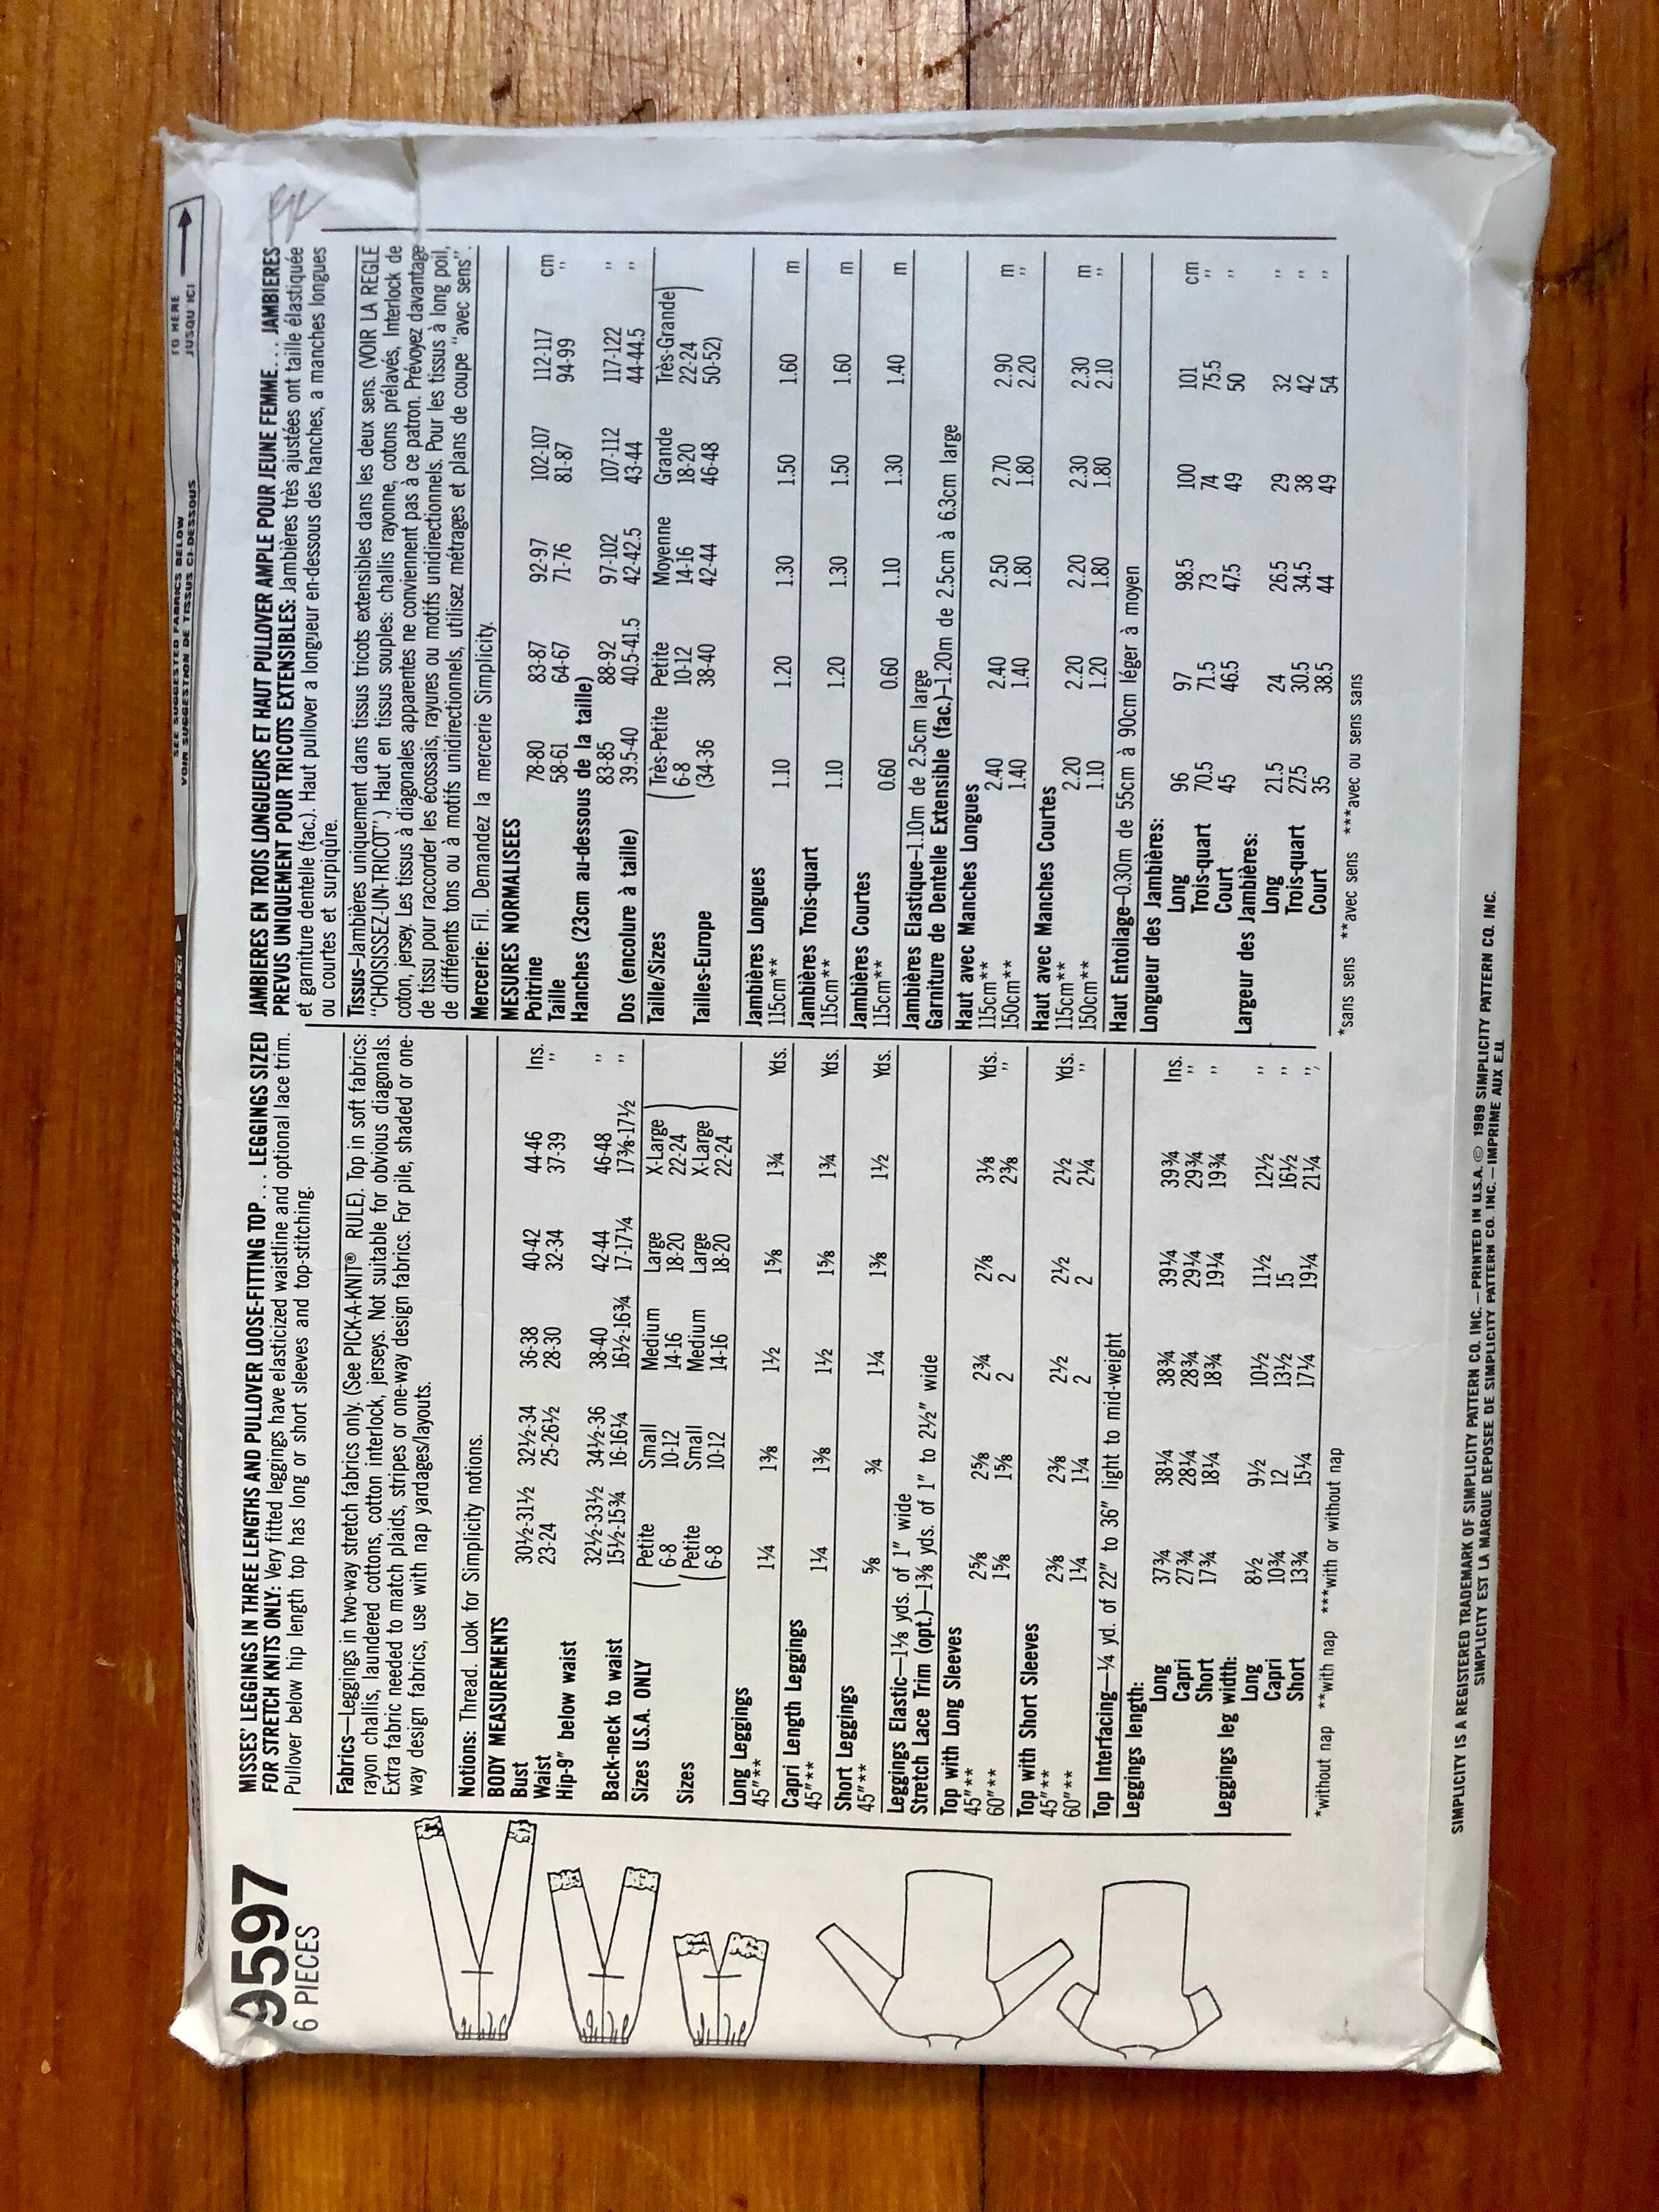 9597
6 PIECES
MISSES' LEGGINGS IN THREE LENGTHS AND PULLOVER LOOSE-FITTING TOP... LEGGINGS SIZED
FOR STRETCH KNITS ONLY: Very fitted leggings have elasticized waistline and optional lace trim.
Pullover below hip length top has long or short sleeves and top-stitching.
Fabrics—Leggings in two-way stretch fabrics only. (See PICK-A-KNIT® RULE). Top in soft fabrics:
rayon challis, laundered cottons, cotton interlock, jerseys. Not suitable for obvious diagonals.
Extra fabric needed to match plaids, stripes or one-way design fabrics. For pile, shaded or one-
way design fabrics, use with nap yardages/layouts.
Notions: Thread. Look for Simplicity notions.
BODY MEASUREMENTS
Bust 30½-31½ 32½-34 36-38 40-42 44-46 Ins.
Waist 23-24 25-26½ 28-30 32-34 37-39 "
Hip-9" below waist
32½-33½ 34½-36 38-40 42-44 46-48 "
Back-neck to waist 15½-15¾ 16-16¼ 16½-16¾ 17-17¼ 17⅜-17½ "
Sizes U.S.A. ONLY (Petite Small Medium Large X-Large)
6-8 10-12 14-16 18-20 22-24
Sizes (Petite Small Medium Large X-Large)
6-8 10-12 14-16 18-20 22-24
Long Leggings
45"** 1¼ 1⅜ 1½ 1⅝ 1¾ Yds.
Capri Length Leggings
45"** 1¼ 1⅜ 1½ 1⅝ 1¾ Yds.
Short Leggings
45"** ⅝ ¾ 1¼ 1⅜ 1½ Yds.
Leggings Elastic—1⅛ yds. of 1" wide
Stretch Lace Trim (opt.)—1⅜ yds. of 1" to 2½" wide
Top with Long Sleeves
45"** 2⅝ 2⅝ 2¾ 2⅞ 3⅛ Yds.
60"** 1⅝ 1⅝ 2 2 2⅜ "
Top with Short Sleeves
45"** 2⅜ 2⅜ 2½ 2½ 2½ Yds.
60"** 1¼ 1¼ 2 2 2¼ "
Top Interfacing—¼ yd. of 22" to 36" light to mid-weight
Leggings length:
Long 37¾ 38¼ 38¾ 39¼ 39¾ Ins.
Capri 27¾ 28¼ 28¾ 29¼ 29¾ "
Short 17¾ 18¼ 18¾ 19¼ 19¾ "
Leggings leg width:
Long 8½ 9½ 10½ 11½ 12½ "
Capri 10¾ 12 13½ 15 16½ "
Short 13¾ 15¼ 17¼ 19¼ 21¼ "
*without nap **with nap ***with or without nap
JAMBIERES EN TROIS LONGUEURS ET HAUT PULLOVER AMPLE POUR JEUNE FEMME... JAMBIERES
PREVUS UNIQUEMENT POUR TRICOTS EXTENSIBLES: Jambières très ajustées ont taille élastiquée
et garniture dentelle (fac.). Haut pullover a longueur en-dessous des hanches, a manches longues
ou courtes et surpiqûre.
Tissus—Jambières uniquement dans tissus tricots extensibles dans les deux sens. (VOIR LA REGLE
"CHOISISSEZ-UN-TRICOT".) Haut en tissus souples: challis rayonne, cotons prélavés, Interlock de
coton, jersey. Les tissus à diagonales apparentes ne conviennent pas à ce patron. Prévoyez davantage
de tissu pour raccorder les écossais, rayures ou motifs unidirectionnels. Pour les tissus à long poil,
de différents tons ou à motifs unidirectionnels, utilisez métrages et plans de coupe "avec sens".
Mercerie: Fil. Demandez la mercerie Simplicity.
MESURES NORMALISEES
Poitrine 78-80 83-87 92-97 102-107 112-117 cm
Taille 58-61 64-67 71-76 81-87 94-99 "
Hanches (23cm au-dessous de la taille)
83-85 88-92 97-102 107-112 117-122 "
Dos (encolure à taille) 39.5-40 40.5-41.5 42-42.5 43-44 44-44.5 "
Taille/Sizes (Très-Petite Petite Moyenne Grande Très-Grande)
6-8 10-12 14-16 18-20 22-24
Tailles-Europe (34-36 38-40 42-44 46-48 50-52)
Jambières Longues
115cm** 1.10 1.20 1.30 1.50 1.60 m
Jambières Trois-quart
115cm** 1.10 1.20 1.30 1.50 1.60 m
Jambières Courtes
115cm** 0.60 0.60 1.10 1.30 1.40 m
Jambières Elastique—1.10m de 2.5cm large
Garniture de Dentelle Extensible (fac.)—1.20m de 2.5cm à 6.3cm large
Haut avec Manches Longues
115cm** 2.40 2.40 2.50 2.70 2.90 m
150cm** 1.40 1.40 1.80 1.80 2.20 "
Haut avec Manches Courtes
115cm** 2.20 2.20 2.20 2.30 2.30 m
150cm** 1.10 1.20 1.80 1.80 2.10 "
Haut Entoilage—0.30m de 55cm à 90cm léger à moyen
Longueur des Jambières:
Long 96 97 98.5 100 101 cm
Trois-quart 70.5 71.5 73 74 75.5 "
Court 45 46.5 47.5 49 50 "
Largeur des Jambières:
Long 21.5 24 26.5 29 32 "
Trois-quart 27.5 30.5 34.5 38 42 "
Court 35 38.5 44 49 54 "
*sans sens **avec sens ***avec ou sens sans
SEE SUGGESTED FABRICS BELOW
VOIR SUGGESTION DE TISSUS CI-DESSOUS
TO HERE
JUSQU'ICI
SIMPLICITY IS A REGISTERED TRADEMARK OF SIMPLICITY PATTERN CO. INC.—PRINTED IN U.S.A. © 1989 SIMPLICITY PATTERN CO. INC.
SIMPLICITY EST LA MARQUE DEPOSEE DE SIMPLICITY PATTERN CO. INC.—IMPRIME AUX E.U.